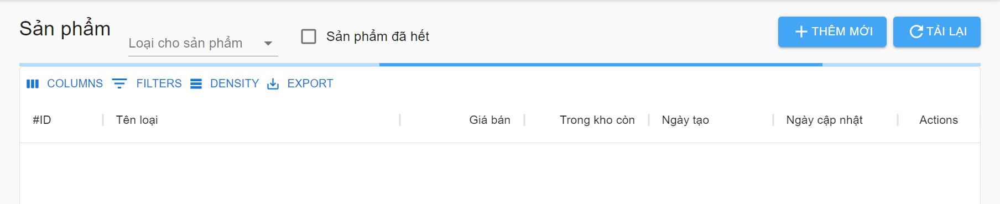 Sản phẩm
Loại cho sản phẩm
Sản phẩm đã hết
THÊM MỚI
TẢI LẠI
COLUMNS FILTERS DENSITY EXPORT
#ID Tên loại Giá bán Trong kho còn Ngày tạo Ngày cập nhật Actions